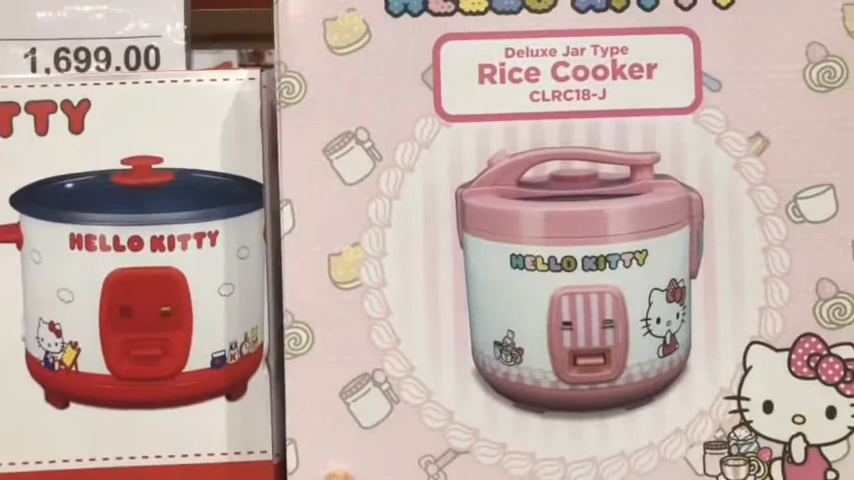 1,699.00
TTY
HELLO KITTY
Deluxe Jar Type
Rice Cooker
CLRC18-J
HELLO KITTY